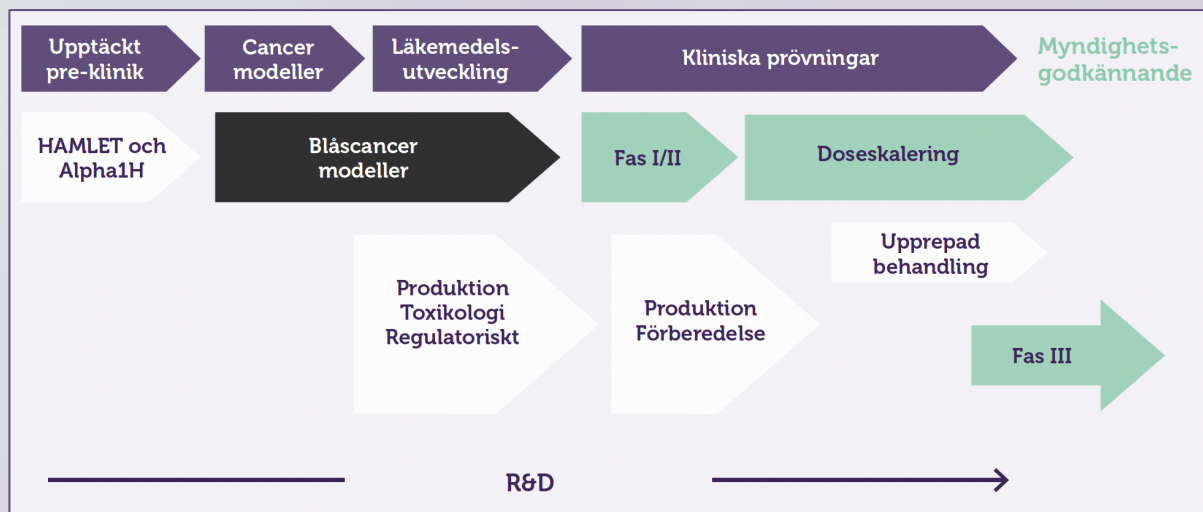 Upptäckt
pre-klinik
Cancer
modeller
Läkemedels-
utveckling
Kliniska prövningar
Myndighets-
godkännande
HAMLET och
Alpha1H
Blåscancer
modeller
Fas I/II
Doseskalering
Upprepad
behandling
Produktion
Toxikologi
Regulatoriskt
Produktion
Förberedelse
Fas III
R&D